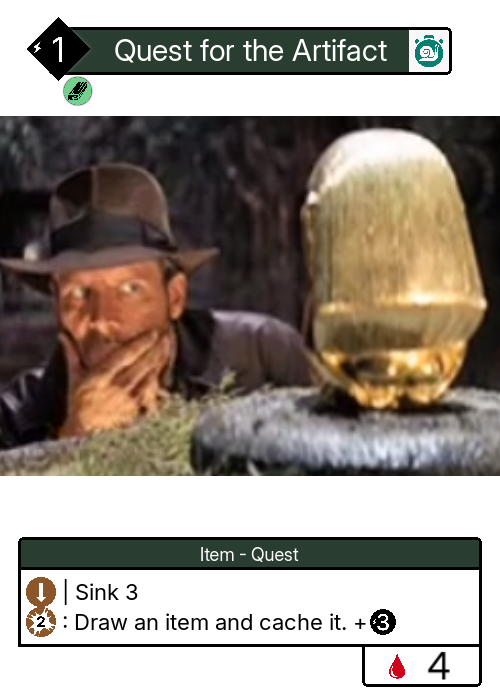 1 Quest for the Artifact
Item - Quest
| Sink 3
2 : Draw an item and cache it. + 3
4